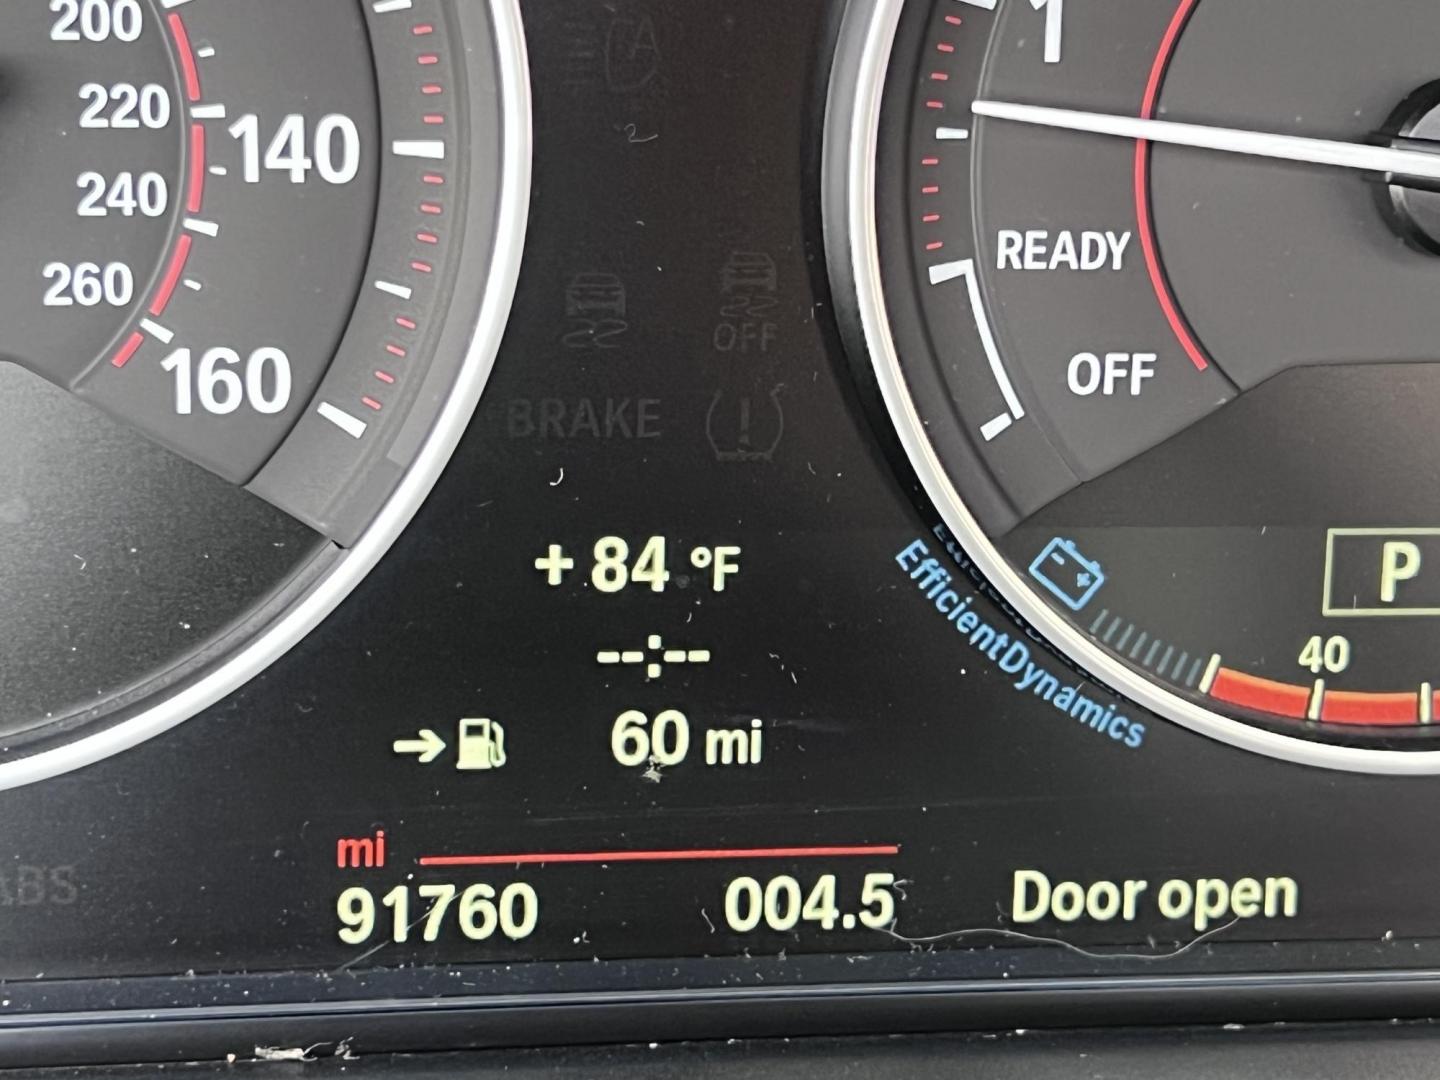 200
220
240
260
140
160
1
READY
OFF
OFF
BRAKE
+ 84 °F
--:--
60 mi
EfficientDynamics
P
40
mi
ABS
91760
004.5
Door open